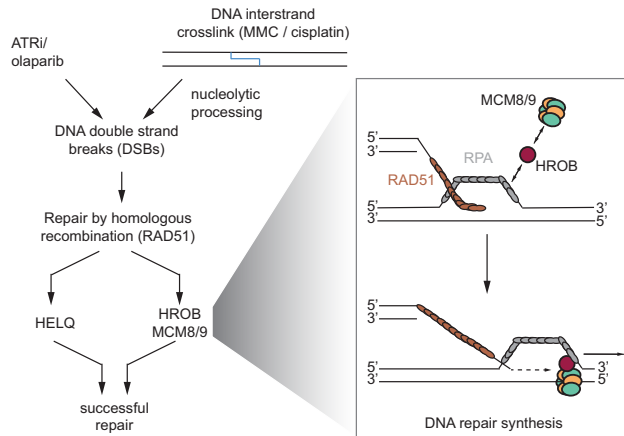 DNA interstrand
crosslink (MMC / cisplatin)
ATRi/
olaparib
nucleolytic
processing
DNA double strand
breaks (DSBs)
Repair by homologous
recombination (RAD51)
HELQ
HROB
MCM8/9
successful
repair
MCM8/9
5’
3’
RPA
HROB
RAD51
5’
3’
3’
5’
5’
3’
5’
3’
3’
5’
DNA repair synthesis